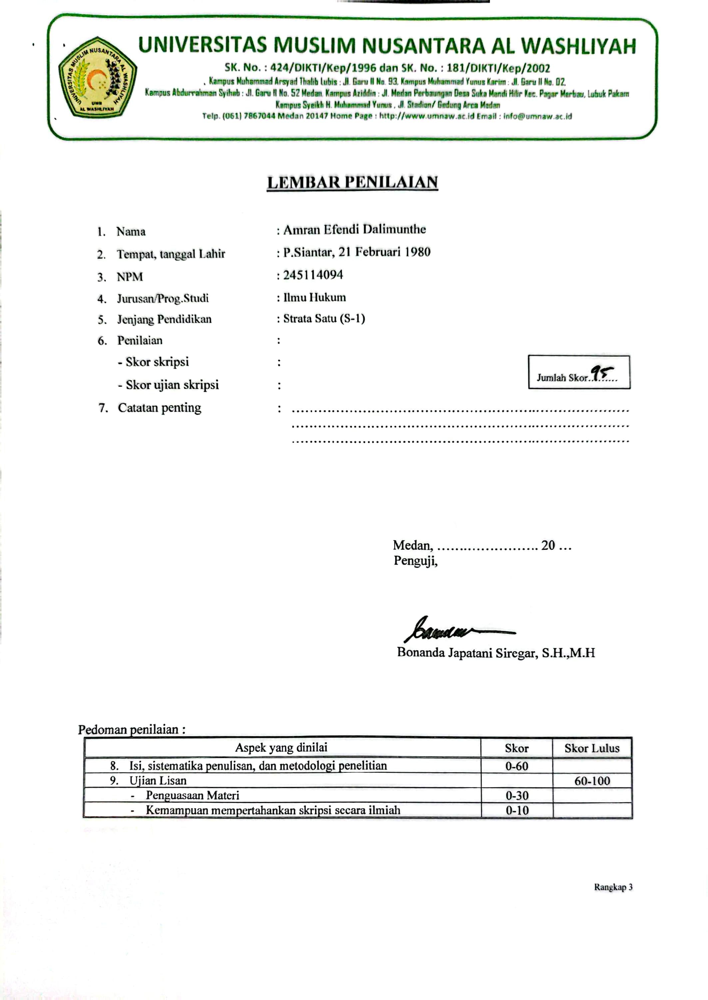 UNIVERSITAS MUSLIM NUSANTARA AL WASHLIYAH
UNIVERSITAS MUSLIM NUSANTARA AL WASHLIYAH
UMN
AL WASHLIYAH
SK. No. : 424/DIKTI/Kep/1996 dan SK. No. : 181/DIKTI/Kep/2002
. Kampus Muhammad Arsyad Thalib Lubis : Jl. Garu II No. 93, Kampus Muhammad Yunus Karim : Jl. Garu II No. 02,
Kampus Abdurrahman Syihab : Jl. Garu II No. 52 Medan, Kampus Aziddin : Jl. Medan Perbaungan Desa Suka Mandi Hilir Kec. Pagar Merbau, Lubuk Pakam
Kampus Syeikh H. Muhammad Yunus , Jl. Stadion/ Gedung Arca Medan
Telp. (061) 7867044 Medan 20147 Home Page : http://www.umnaw.ac.id Email : info@umnaw.ac.id
LEMBAR PENILAIAN
1. Nama : Amran Efendi Dalimunthe
2. Tempat, tanggal Lahir : P.Siantar, 21 Februari 1980
3. NPM : 245114094
4. Jurusan/Prog.Studi : Ilmu Hukum
5. Jenjang Pendidikan : Strata Satu (S-1)
6. Penilaian :
- Skor skripsi :
Jumlah Skor 95
- Skor ujian skripsi :
7. Catatan penting : ..........................................................................
..........................................................................
..........................................................................
Medan, ....................... 20 ...
Penguji,
Bonanda Japatani Siregar, S.H.,M.H
Pedoman penilaian :
Aspek yang dinilai Skor Skor Lulus
8. Isi, sistematika penulisan, dan metodologi penelitian 0-60
9. Ujian Lisan 60-100
- Penguasaan Materi 0-30
- Kemampuan mempertahankan skripsi secara ilmiah 0-10
Rangkap 3